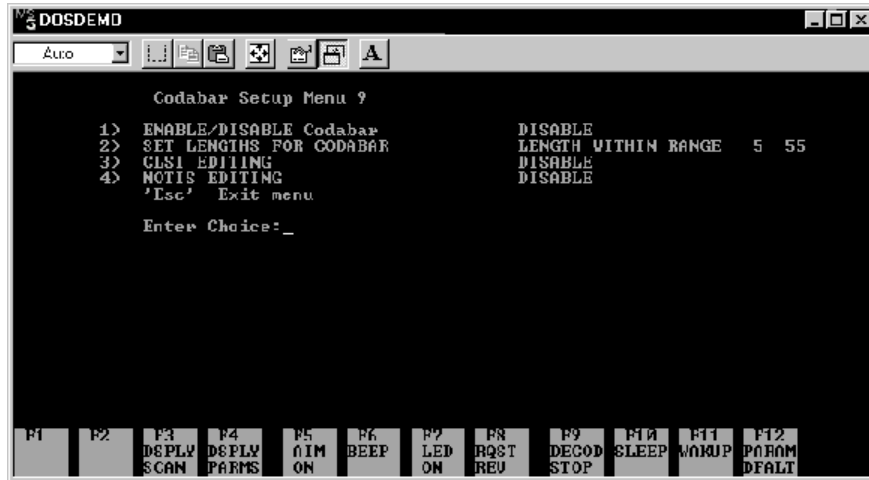 DOSDEMO
Auto
A
Codabar Setup Menu 9
1> ENABLE/DISABLE Codabar DISABLE
2> SET LENGTHS FOR CODABAR LENGTH WITHIN RANGE 5 55
3> CLSI EDITING DISABLE
4> NOTIS EDITING DISABLE
'Esc' Exit menu
Enter Choice:_
F1 F2 F3 F4 F5 F6 F7 F8 F9 F10 F11 F12
DSPLY DSPLY AIM BEEP LED RQST DECOD SLEEP WAKUP PARAM
SCAN PARMS ON ON REV STOP DFALT